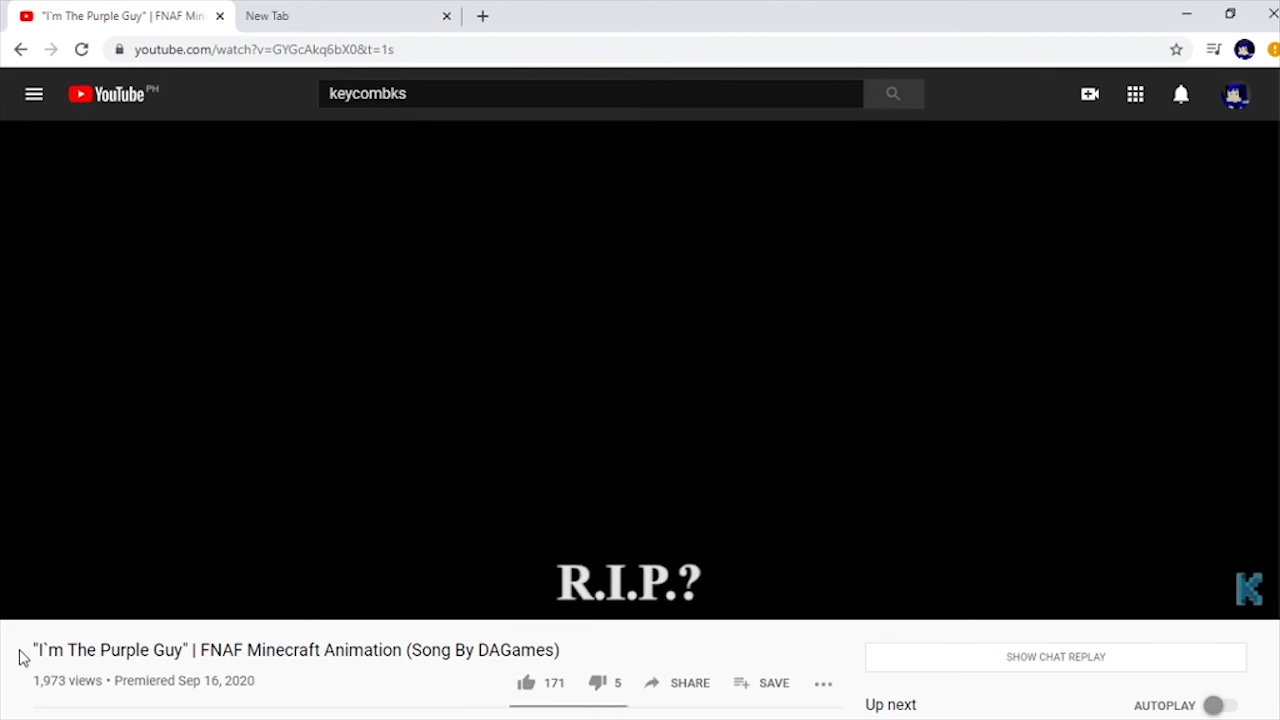 "I`m The Purple Guy" | FNAF Min
New Tab
youtube.com/watch?v=GYGcAkq6bX0&t=1s
YouTube PH
keycombks
R.I.P.?
K
"I`m The Purple Guy" | FNAF Minecraft Animation (Song By DAGames)
1,973 views • Premiered Sep 16, 2020
171
5
SHARE
SAVE
SHOW CHAT REPLAY
Up next
AUTOPLAY